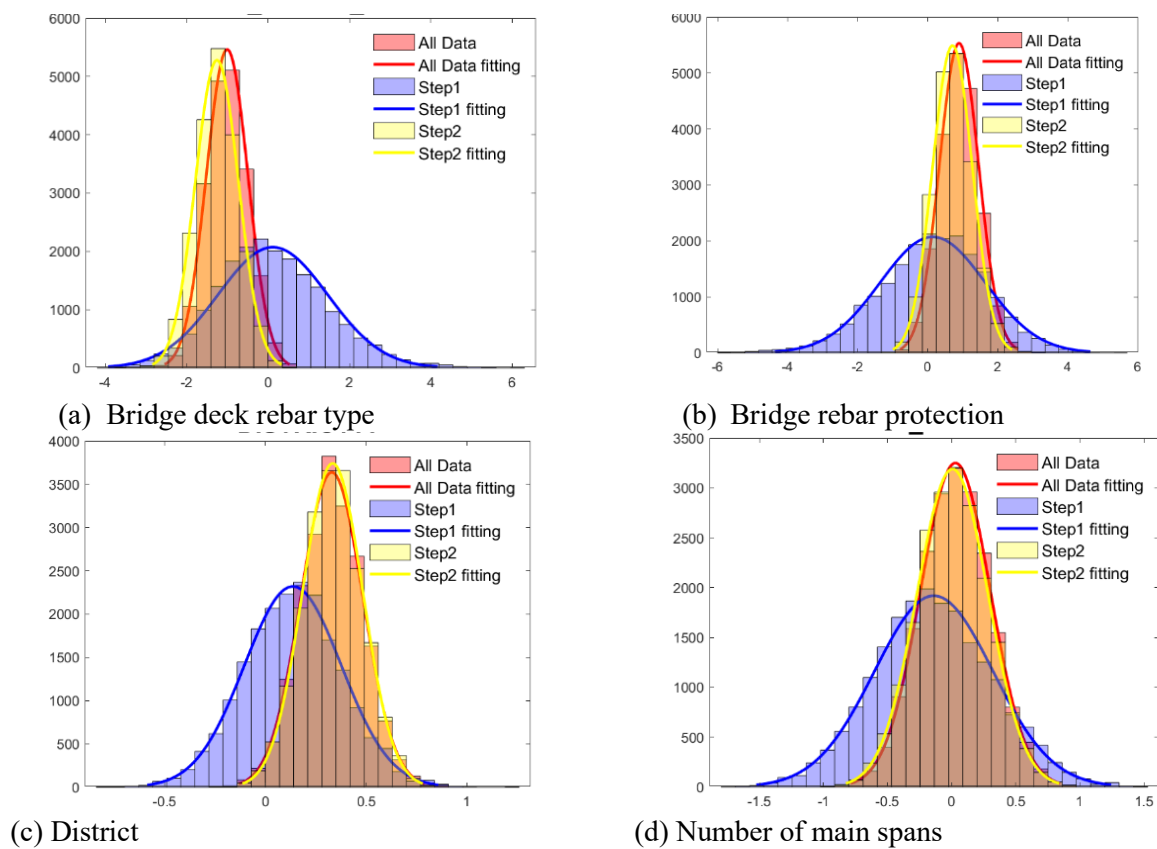 6000
5000
4000
3000
2000
1000
0
-4 -2 0 2 4 6
All Data
All Data fitting
Step1
Step1 fitting
Step2
Step2 fitting
(a) Bridge deck rebar type
6000
5000
4000
3000
2000
1000
0
-6 -4 -2 0 2 4 6
All Data
All Data fitting
Step1
Step1 fitting
Step2
Step2 fitting
(b) Bridge rebar protection
4000
3500
3000
2500
2000
1500
1000
500
0
-0.5 0 0.5 1
All Data
All Data fitting
Step1
Step1 fitting
Step2
Step2 fitting
(c) District
3500
3000
2500
2000
1500
1000
500
0
-1.5 -1 -0.5 0 0.5 1 1.5
All Data
All Data fitting
Step1
Step1 fitting
Step2
Step2 fitting
(d) Number of main spans